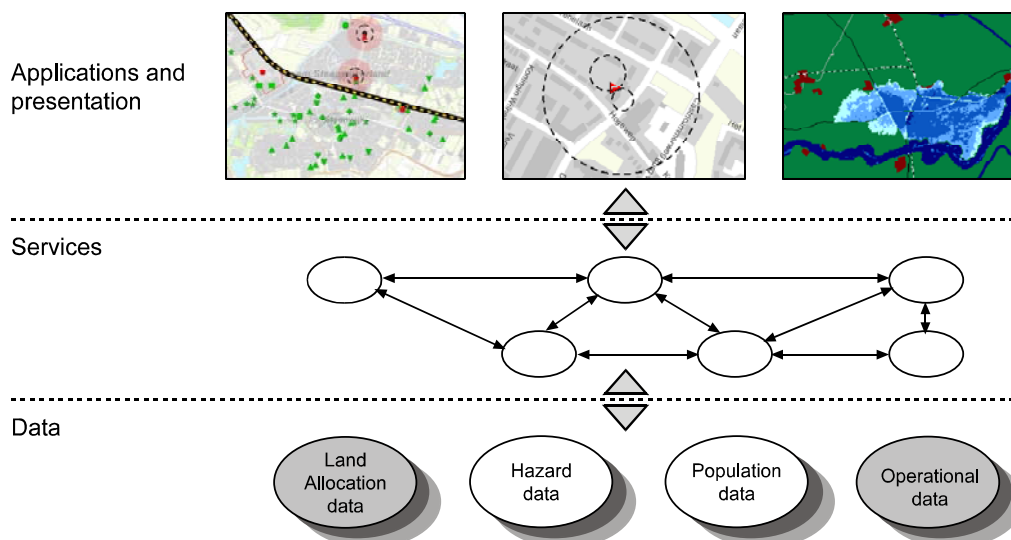 Applications and
presentation
Services
Data
Land
Allocation
data
Hazard
data
Population
data
Operational
data